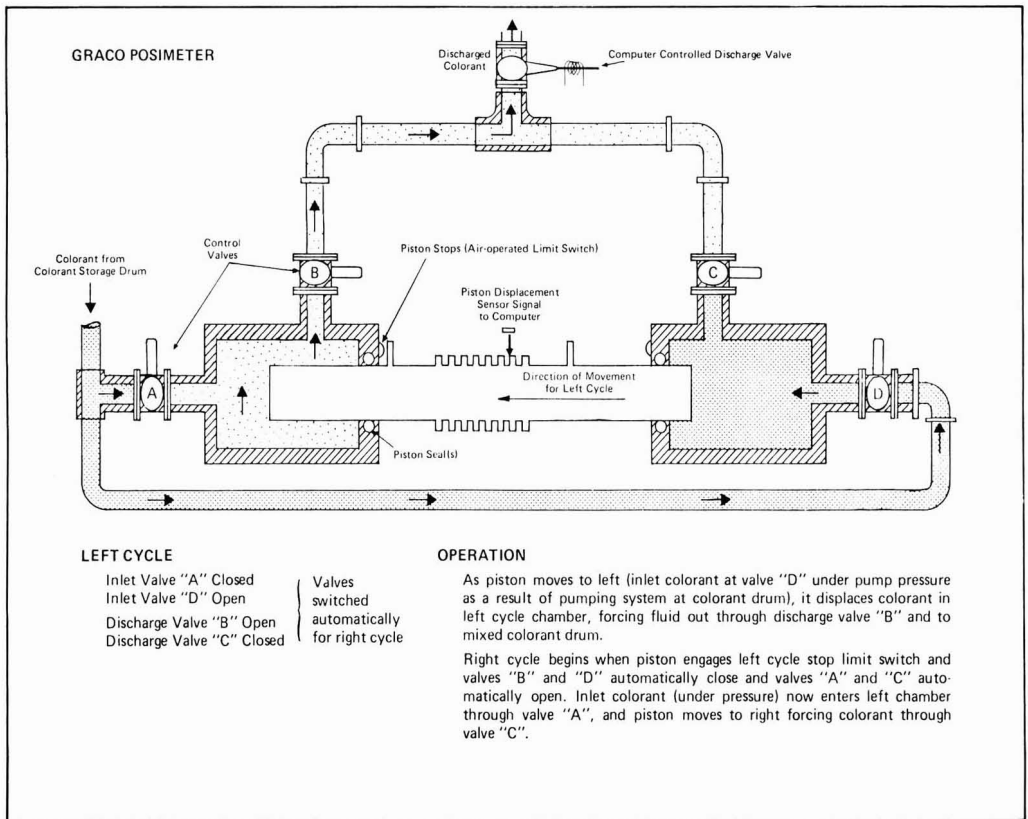 GRACO POSIMETER
Discharged
Colorant
Computer Controlled Discharge Valve
Control
Valves
Piston Stops (Air-operated Limit Switch)
Colorant from
Colorant Storage Drum
B
C
Piston Displacement
Sensor Signal
to Computer
Direction of Movement
for Left Cycle
A
D
Piston Seal(s)
LEFT CYCLE
Inlet Valve "A" Closed
Inlet Valve "D" Open
Discharge Valve "B" Open
Discharge Valve "C" Closed
Valves
switched
automatically
for right cycle
OPERATION
As piston moves to left (inlet colorant at valve "D" under pump pressure
as a result of pumping system at colorant drum), it displaces colorant in
left cycle chamber, forcing fluid out through discharge valve "B" and to
mixed colorant drum.
Right cycle begins when piston engages left cycle stop limit switch and
valves "B" and "D" automatically close and valves "A" and "C" auto-
matically open. Inlet colorant (under pressure) now enters left chamber
through valve "A", and piston moves to right forcing colorant through
valve "C".